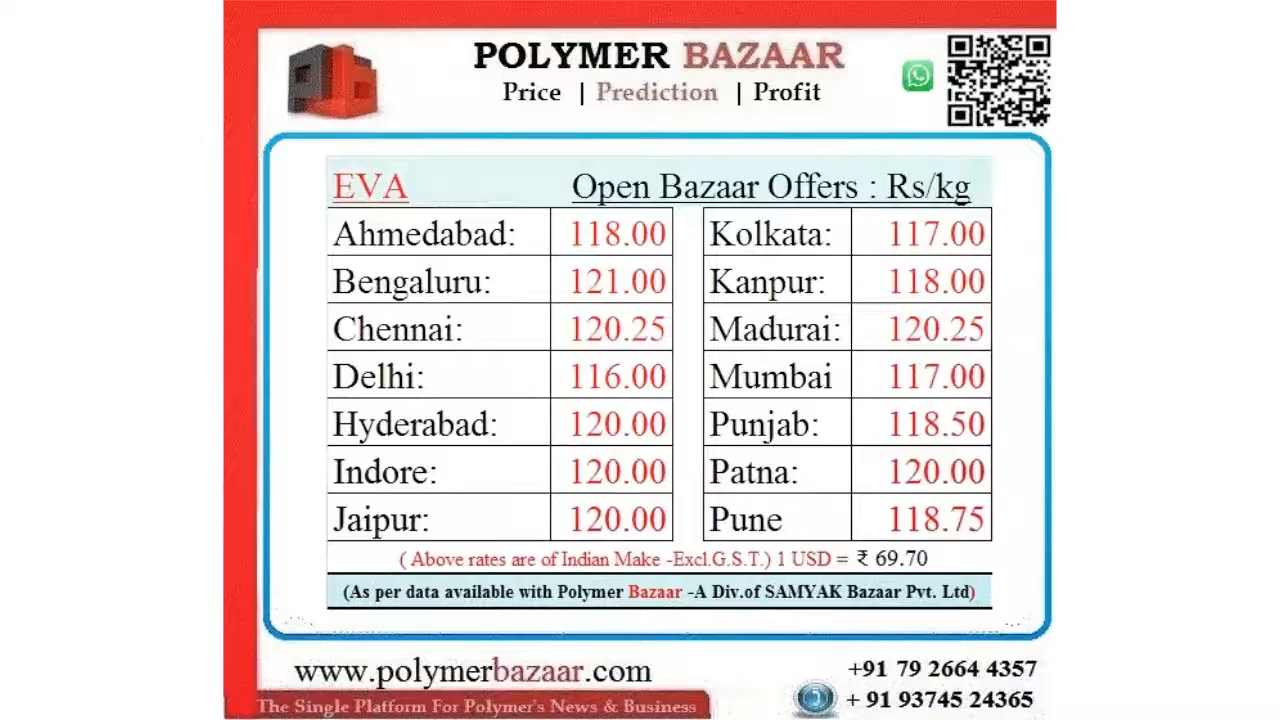 POLYMER BAZAAR
Price | Prediction | Profit
EVA Open Bazaar Offers : Rs/kg
Ahmedabad: 118.00 Kolkata: 117.00
Bengaluru: 121.00 Kanpur: 118.00
Chennai: 120.25 Madurai: 120.25
Delhi: 116.00 Mumbai 117.00
Hyderabad: 120.00 Punjab: 118.50
Indore: 120.00 Patna: 120.00
Jaipur: 120.00 Pune 118.75
( Above rates are of Indian Make -Excl.G.S.T.) 1 USD = ₹ 69.70
(As per data available with Polymer Bazaar -A Div.of SAMYAK Bazaar Pvt. Ltd)
www.polymerbazaar.com
+91 79 2664 4357
+ 91 93745 24365
The Single Platform For Polymer's News & Business